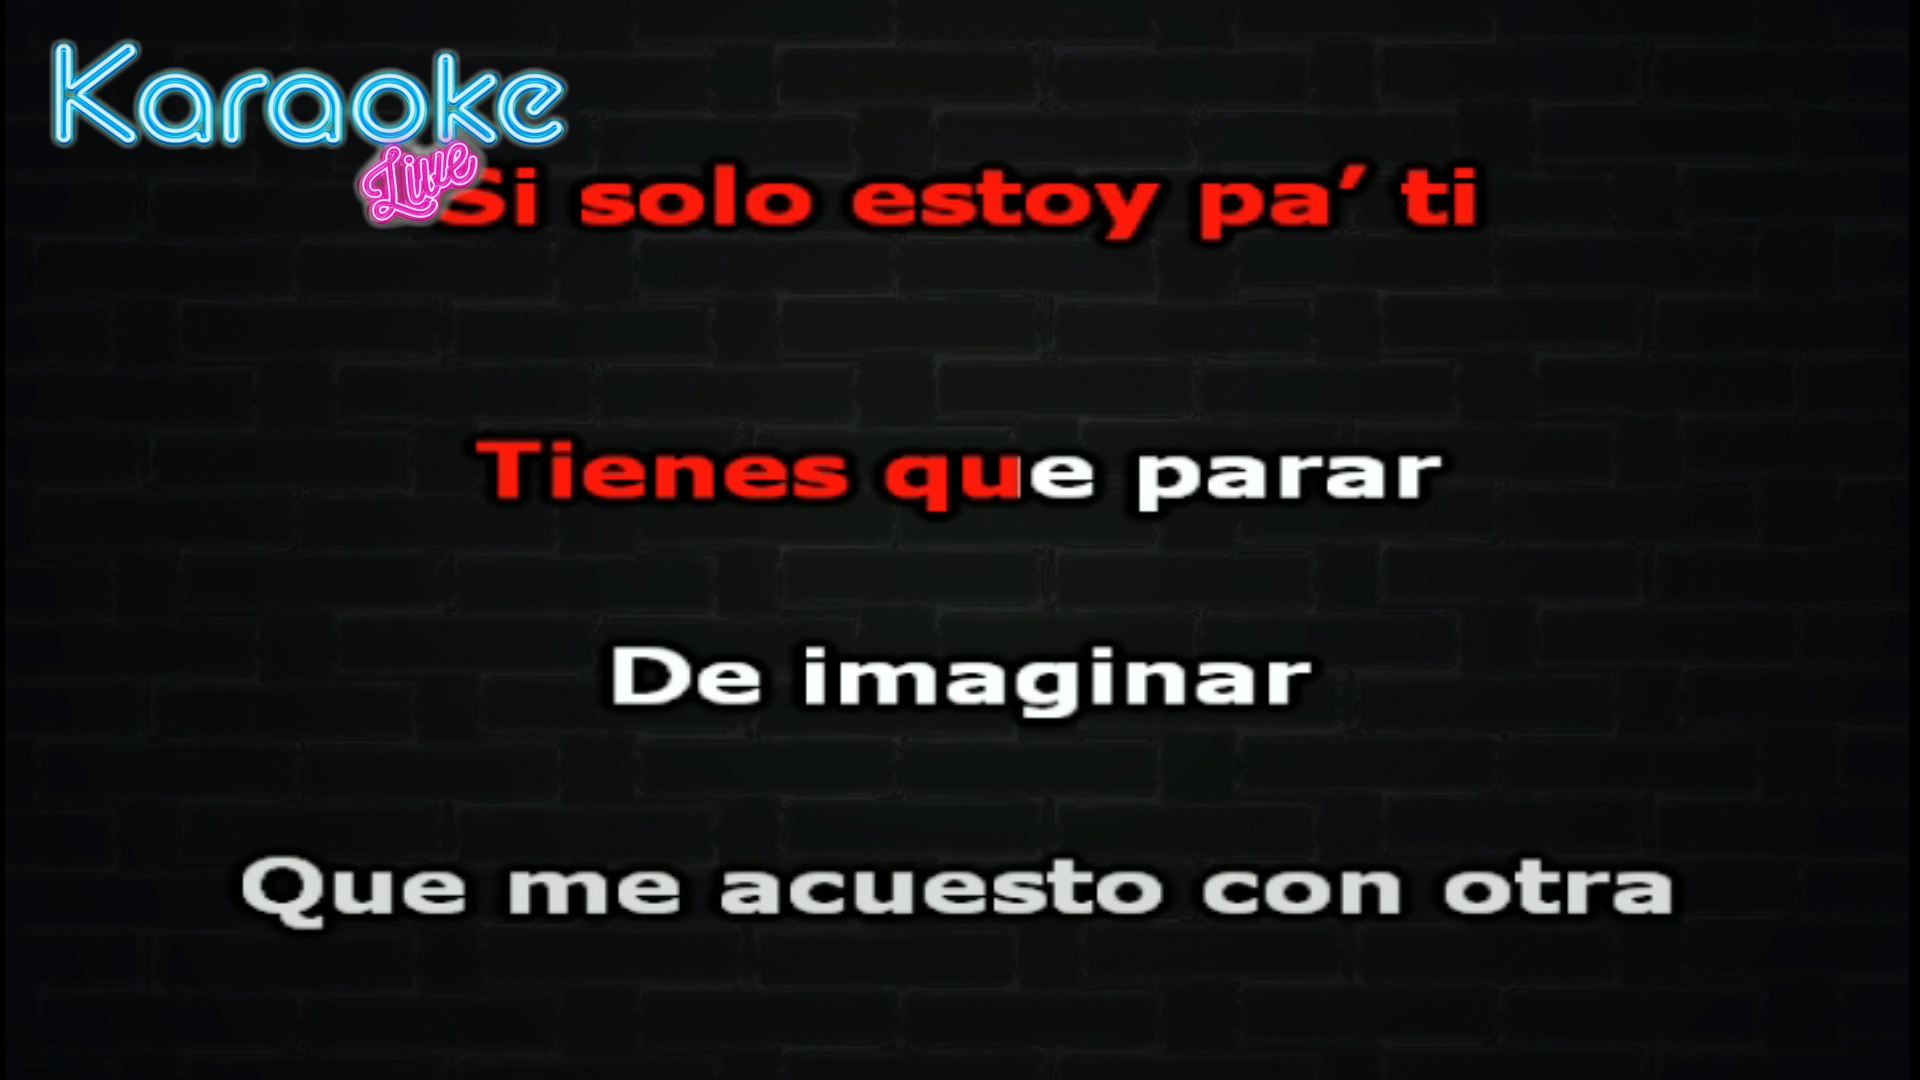 Karaoke
Live
Si solo estoy pa’ ti
Tienes que parar
De imaginar
Que me acuesto con otra